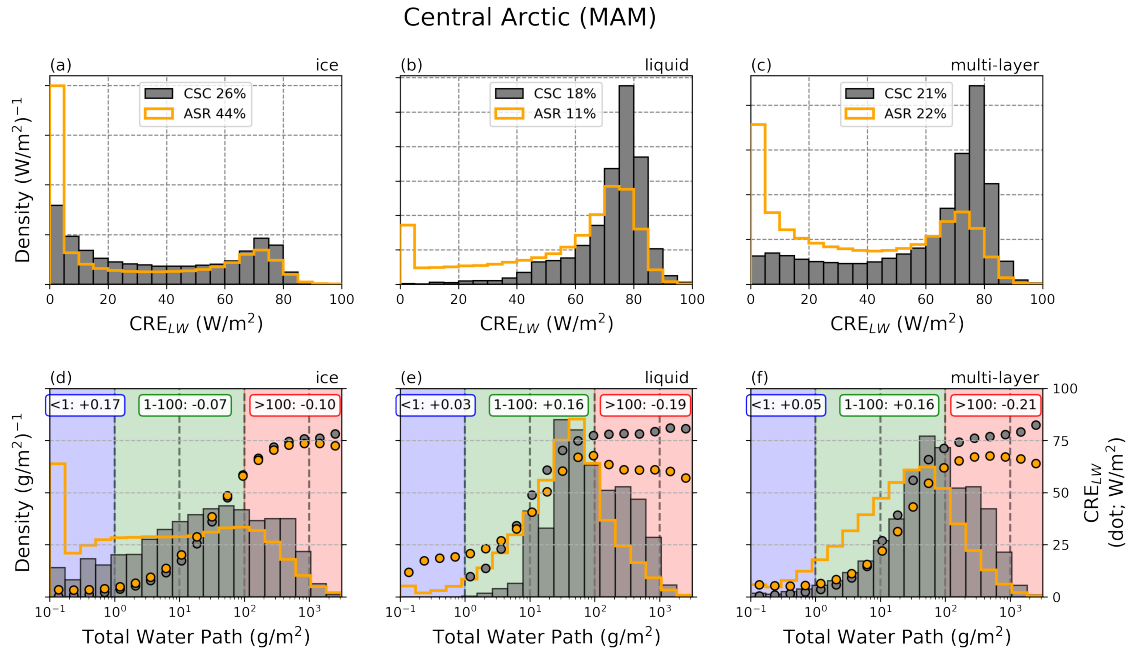 Central Arctic (MAM)
(a) ice
(b) liquid
(c) multi-layer
CSC 26%
ASR 44%
CSC 18%
ASR 11%
CSC 21%
ASR 22%
Density (W/m²)⁻¹
0 20 40 60 80 100
0 20 40 60 80 100
0 20 40 60 80 100
CRE_LW (W/m²)
CRE_LW (W/m²)
CRE_LW (W/m²)
(d) ice
(e) liquid
(f) multi-layer
<1: +0.17 1-100: -0.07 >100: -0.10
<1: +0.03 1-100: +0.16 >100: -0.19
<1: +0.05 1-100: +0.16 >100: -0.21
Density (g/m²)⁻¹
100
75
50
25
0
CRE_LW
(dot; W/m²)
10⁻¹ 10⁰ 10¹ 10² 10³
10⁻¹ 10⁰ 10¹ 10² 10³
10⁻¹ 10⁰ 10¹ 10² 10³
Total Water Path (g/m²)
Total Water Path (g/m²)
Total Water Path (g/m²)